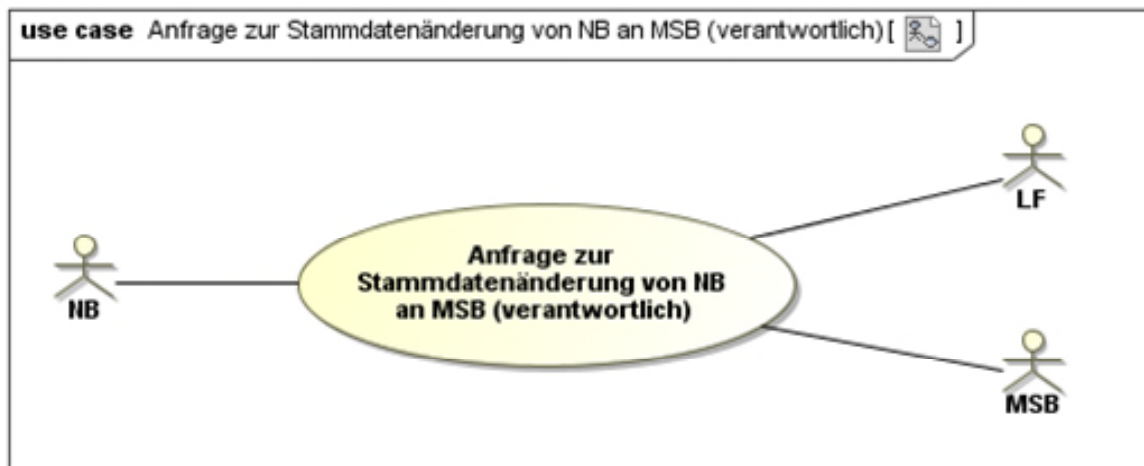 use case Anfrage zur Stammdatenänderung von NB an MSB (verantwortlich)[ ]
LF
Anfrage zur
Stammdatenänderung von NB
an MSB (verantwortlich)
NB
MSB